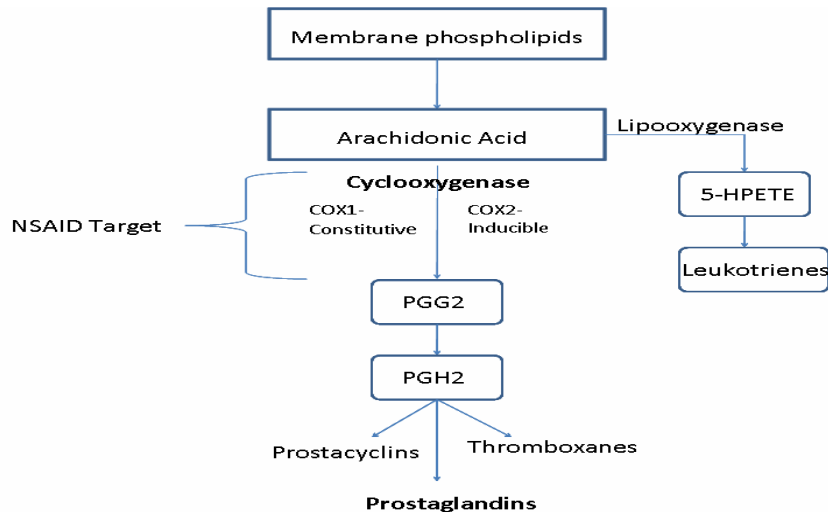 Membrane phospholipids
Arachidonic Acid
Lipooxygenase
Cyclooxygenase
COX1-
Constitutive
COX2-
Inducible
NSAID Target
5-HPETE
Leukotrienes
PGG2
PGH2
Prostacyclins
Thromboxanes
Prostaglandins